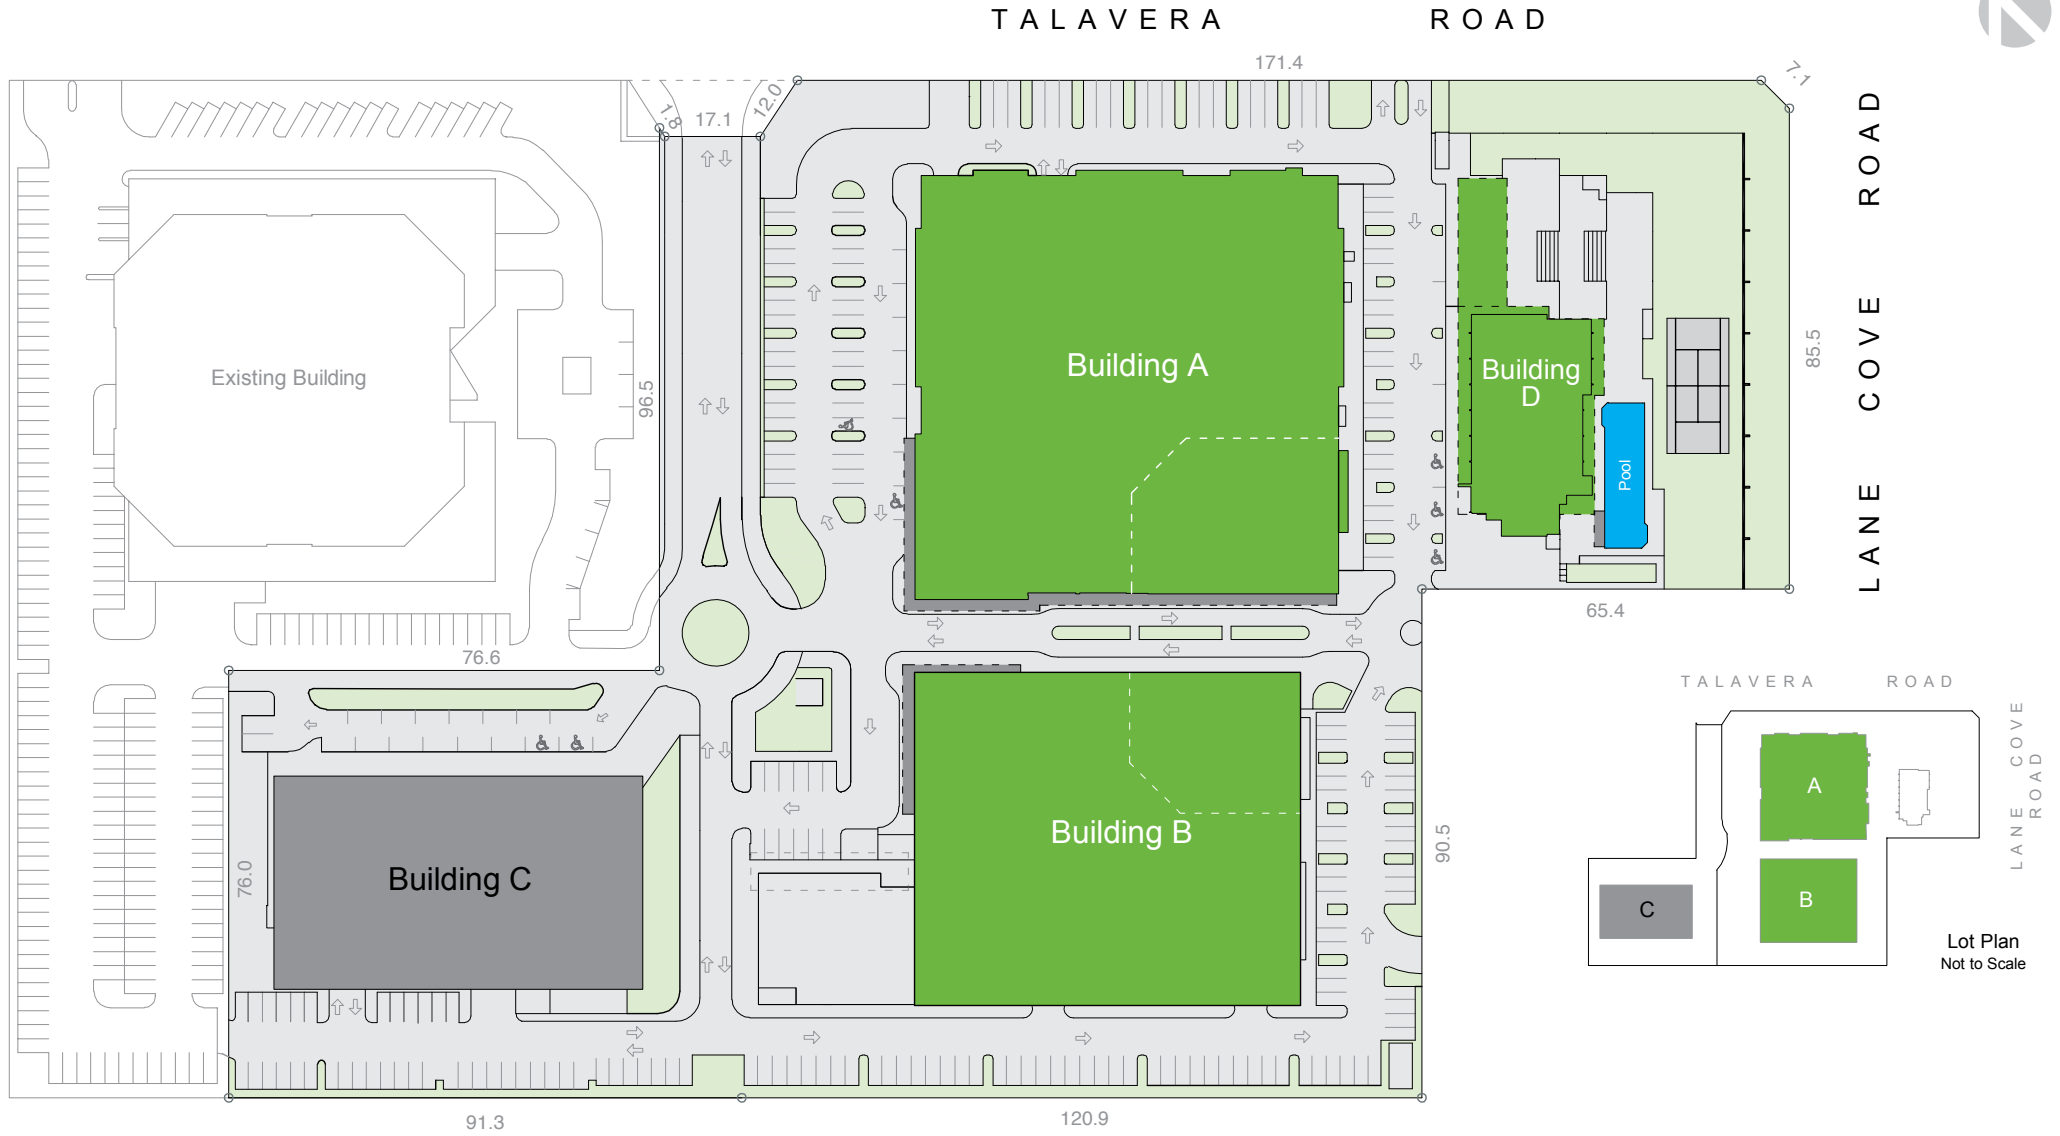 TALAVERA ROAD
171.4
7.1
12.0
1.8
17.1
LANE COVE ROAD
Existing Building
96.5
Building A
Building
D
Pool
85.5
65.4
76.6
TALAVERA ROAD
LANE COVE
ROAD
A
B
C
Lot Plan
Not to Scale
Building B
90.5
Building C
76.0
91.3
120.9